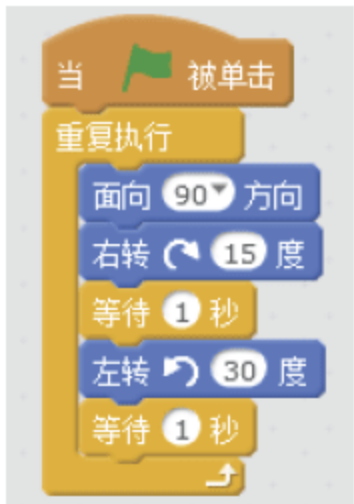 当 被单击
重复执行
面向 90 方向
右转 15 度
等待 1 秒
左转 30 度
等待 1 秒